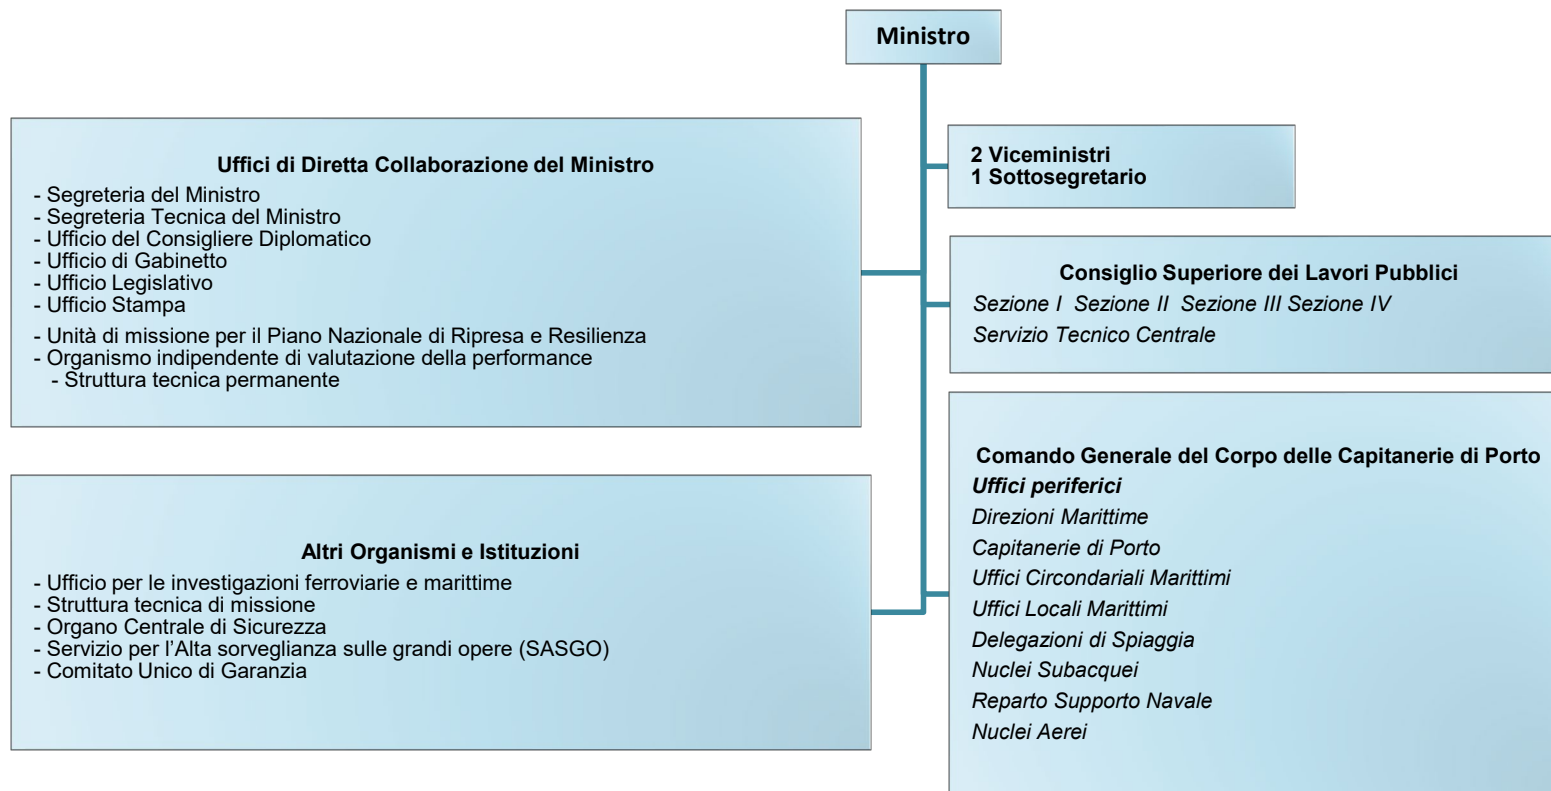 Ministro
Uffici di Diretta Collaborazione del Ministro
- Segreteria del Ministro
- Segreteria Tecnica del Ministro
- Ufficio del Consigliere Diplomatico
- Ufficio di Gabinetto
- Ufficio Legislativo
- Ufficio Stampa
- Unità di missione per il Piano Nazionale di Ripresa e Resilienza
- Organismo indipendente di valutazione della performance
- Struttura tecnica permanente
2 Viceministri
1 Sottosegretario
Consiglio Superiore dei Lavori Pubblici
Sezione I Sezione II Sezione III Sezione IV
Servizio Tecnico Centrale
Altri Organismi e Istituzioni
- Ufficio per le investigazioni ferroviarie e marittime
- Struttura tecnica di missione
- Organo Centrale di Sicurezza
- Servizio per l'Alta sorveglianza sulle grandi opere (SASGO)
- Comitato Unico di Garanzia
Comando Generale del Corpo delle Capitanerie di Porto
Uffici periferici
Direzioni Marittime
Capitanerie di Porto
Uffici Circondariali Marittimi
Uffici Locali Marittimi
Delegazioni di Spiaggia
Nuclei Subacquei
Reparto Supporto Navale
Nuclei Aerei